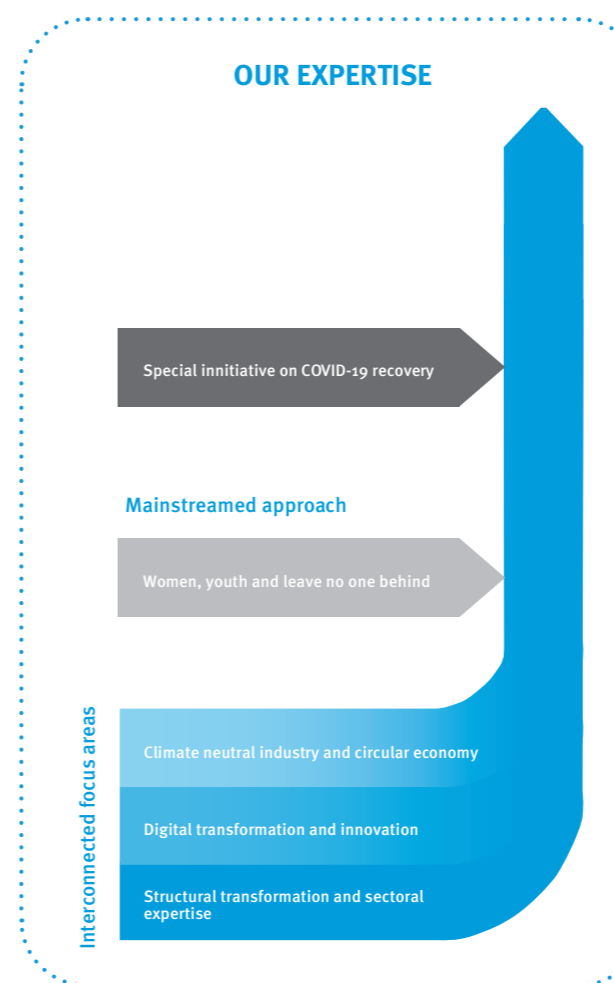 OUR EXPERTISE
Special innitiative on COVID-19 recovery
Mainstreamed approach
Women, youth and leave no one behind
Interconnected focus areas
Climate neutral industry and circular economy
Digital transformation and innovation
Structural transformation and sectoral
expertise